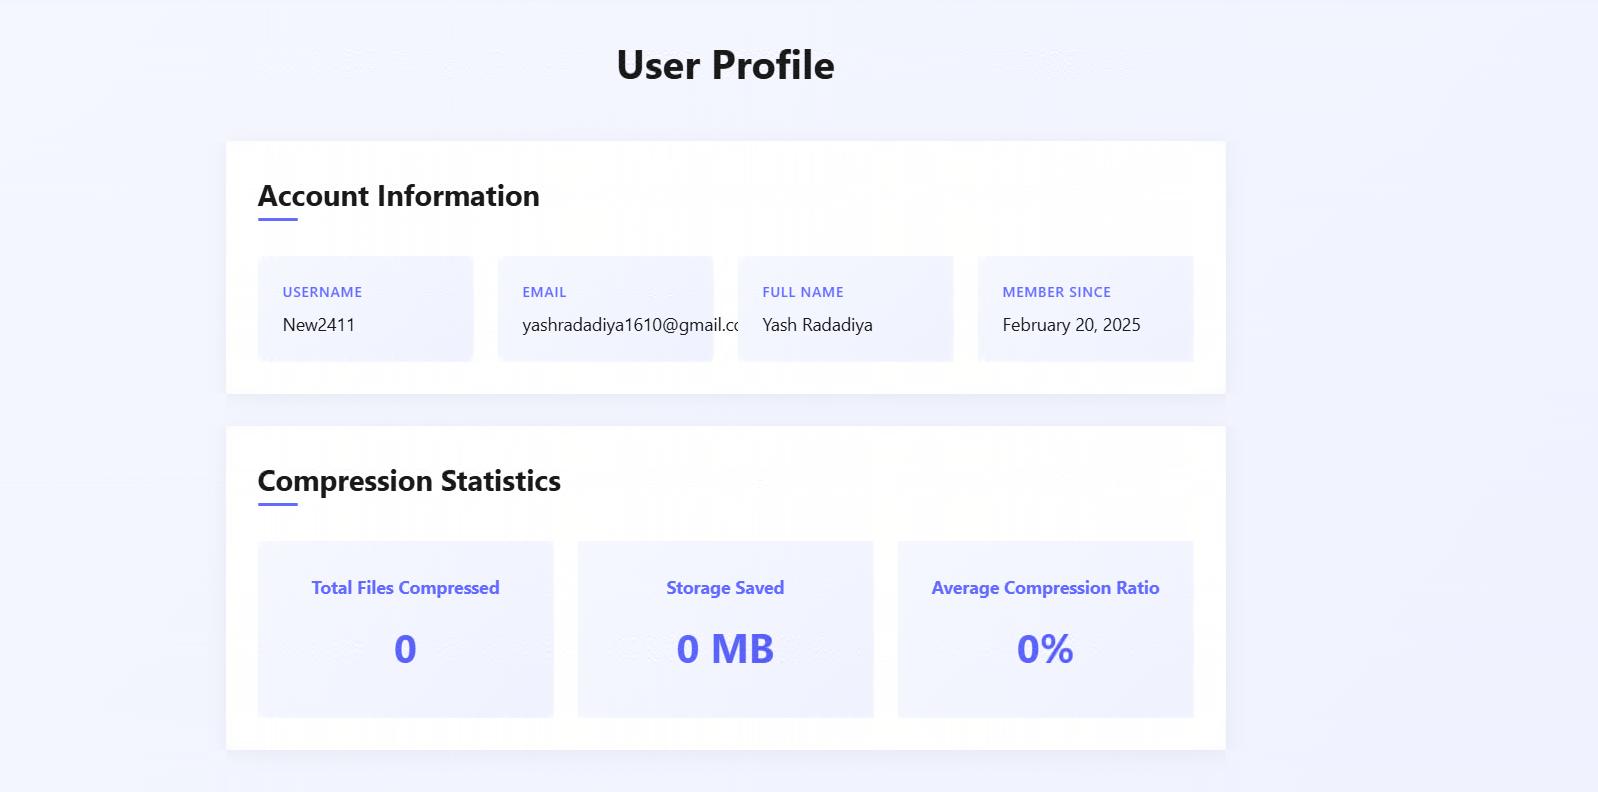 User Profile
Account Information
USERNAME
New2411
EMAIL
yashradadiya1610@gmail.cc
FULL NAME
Yash Radadiya
MEMBER SINCE
February 20, 2025
Compression Statistics
Total Files Compressed
0
Storage Saved
0 MB
Average Compression Ratio
0%